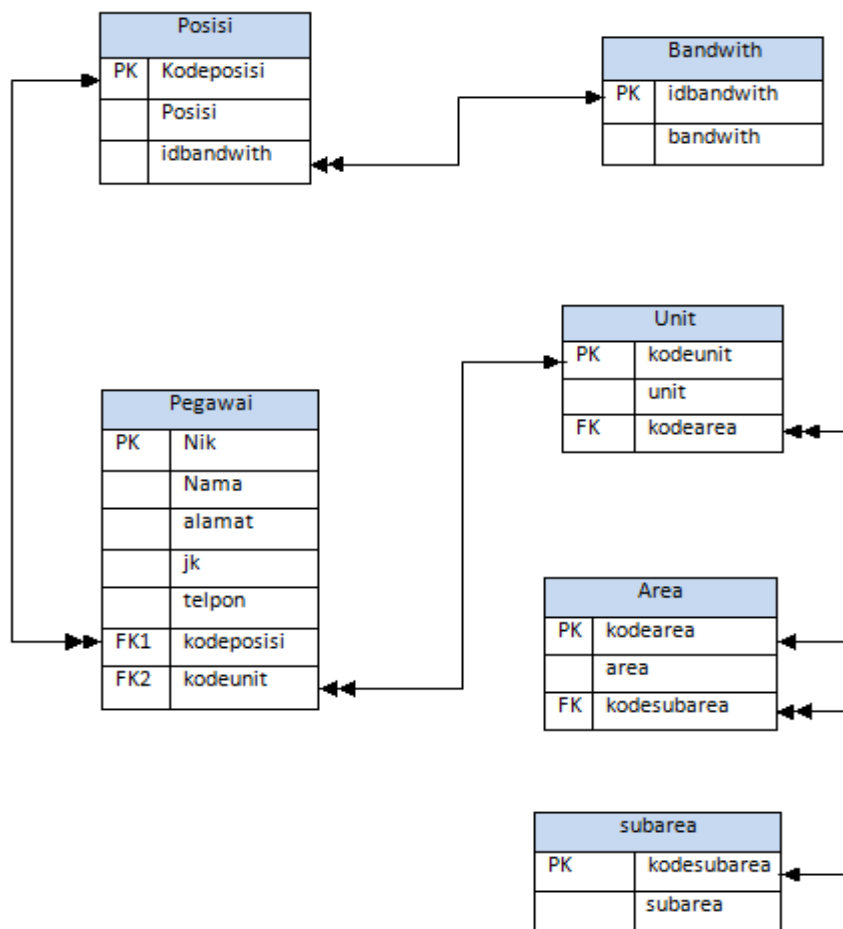 Posisi
PK Kodeposisi
Posisi
idbandwith
Bandwith
PK idbandwith
bandwith
Unit
PK kodeunit
unit
FK kodearea
Pegawai
PK Nik
Nama
alamat
jk
telpon
FK1 kodeposisi
FK2 kodeunit
Area
PK kodearea
area
FK kodesubarea
subarea
PK kodesubarea
subarea